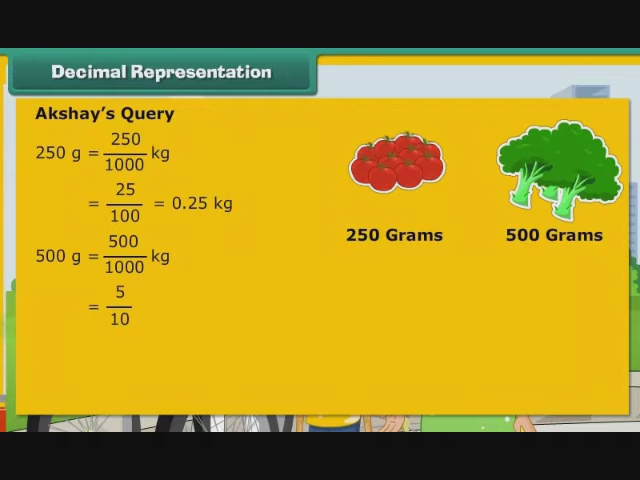 Decimal Representation
Akshay's Query
250 g = 250/1000 kg
= 25/100 = 0.25 kg
500 g = 500/1000 kg
= 5/10
250 Grams
500 Grams